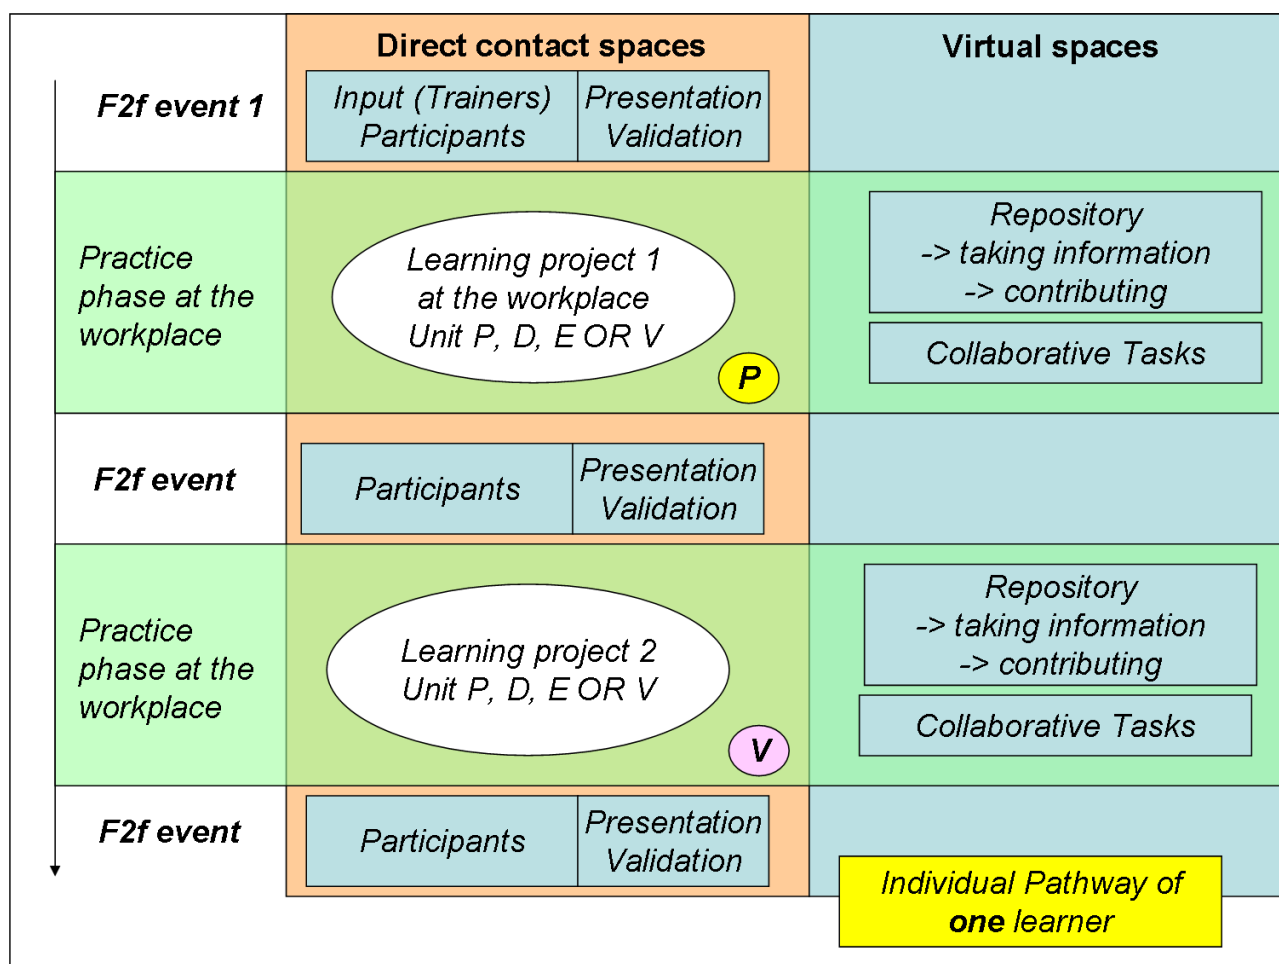 Direct contact spaces
Virtual spaces
F2f event 1
Input (Trainers)
Participants
Presentation
Validation
Practice
phase at the
workplace
Learning project 1
at the workplace
Unit P, D, E OR V
P
Repository
-> taking information
-> contributing
Collaborative Tasks
F2f event
Participants
Presentation
Validation
Practice
phase at the
workplace
Learning project 2
Unit P, D, E OR V
V
Repository
-> taking information
-> contributing
Collaborative Tasks
F2f event
Participants
Presentation
Validation
Individual Pathway of
one learner